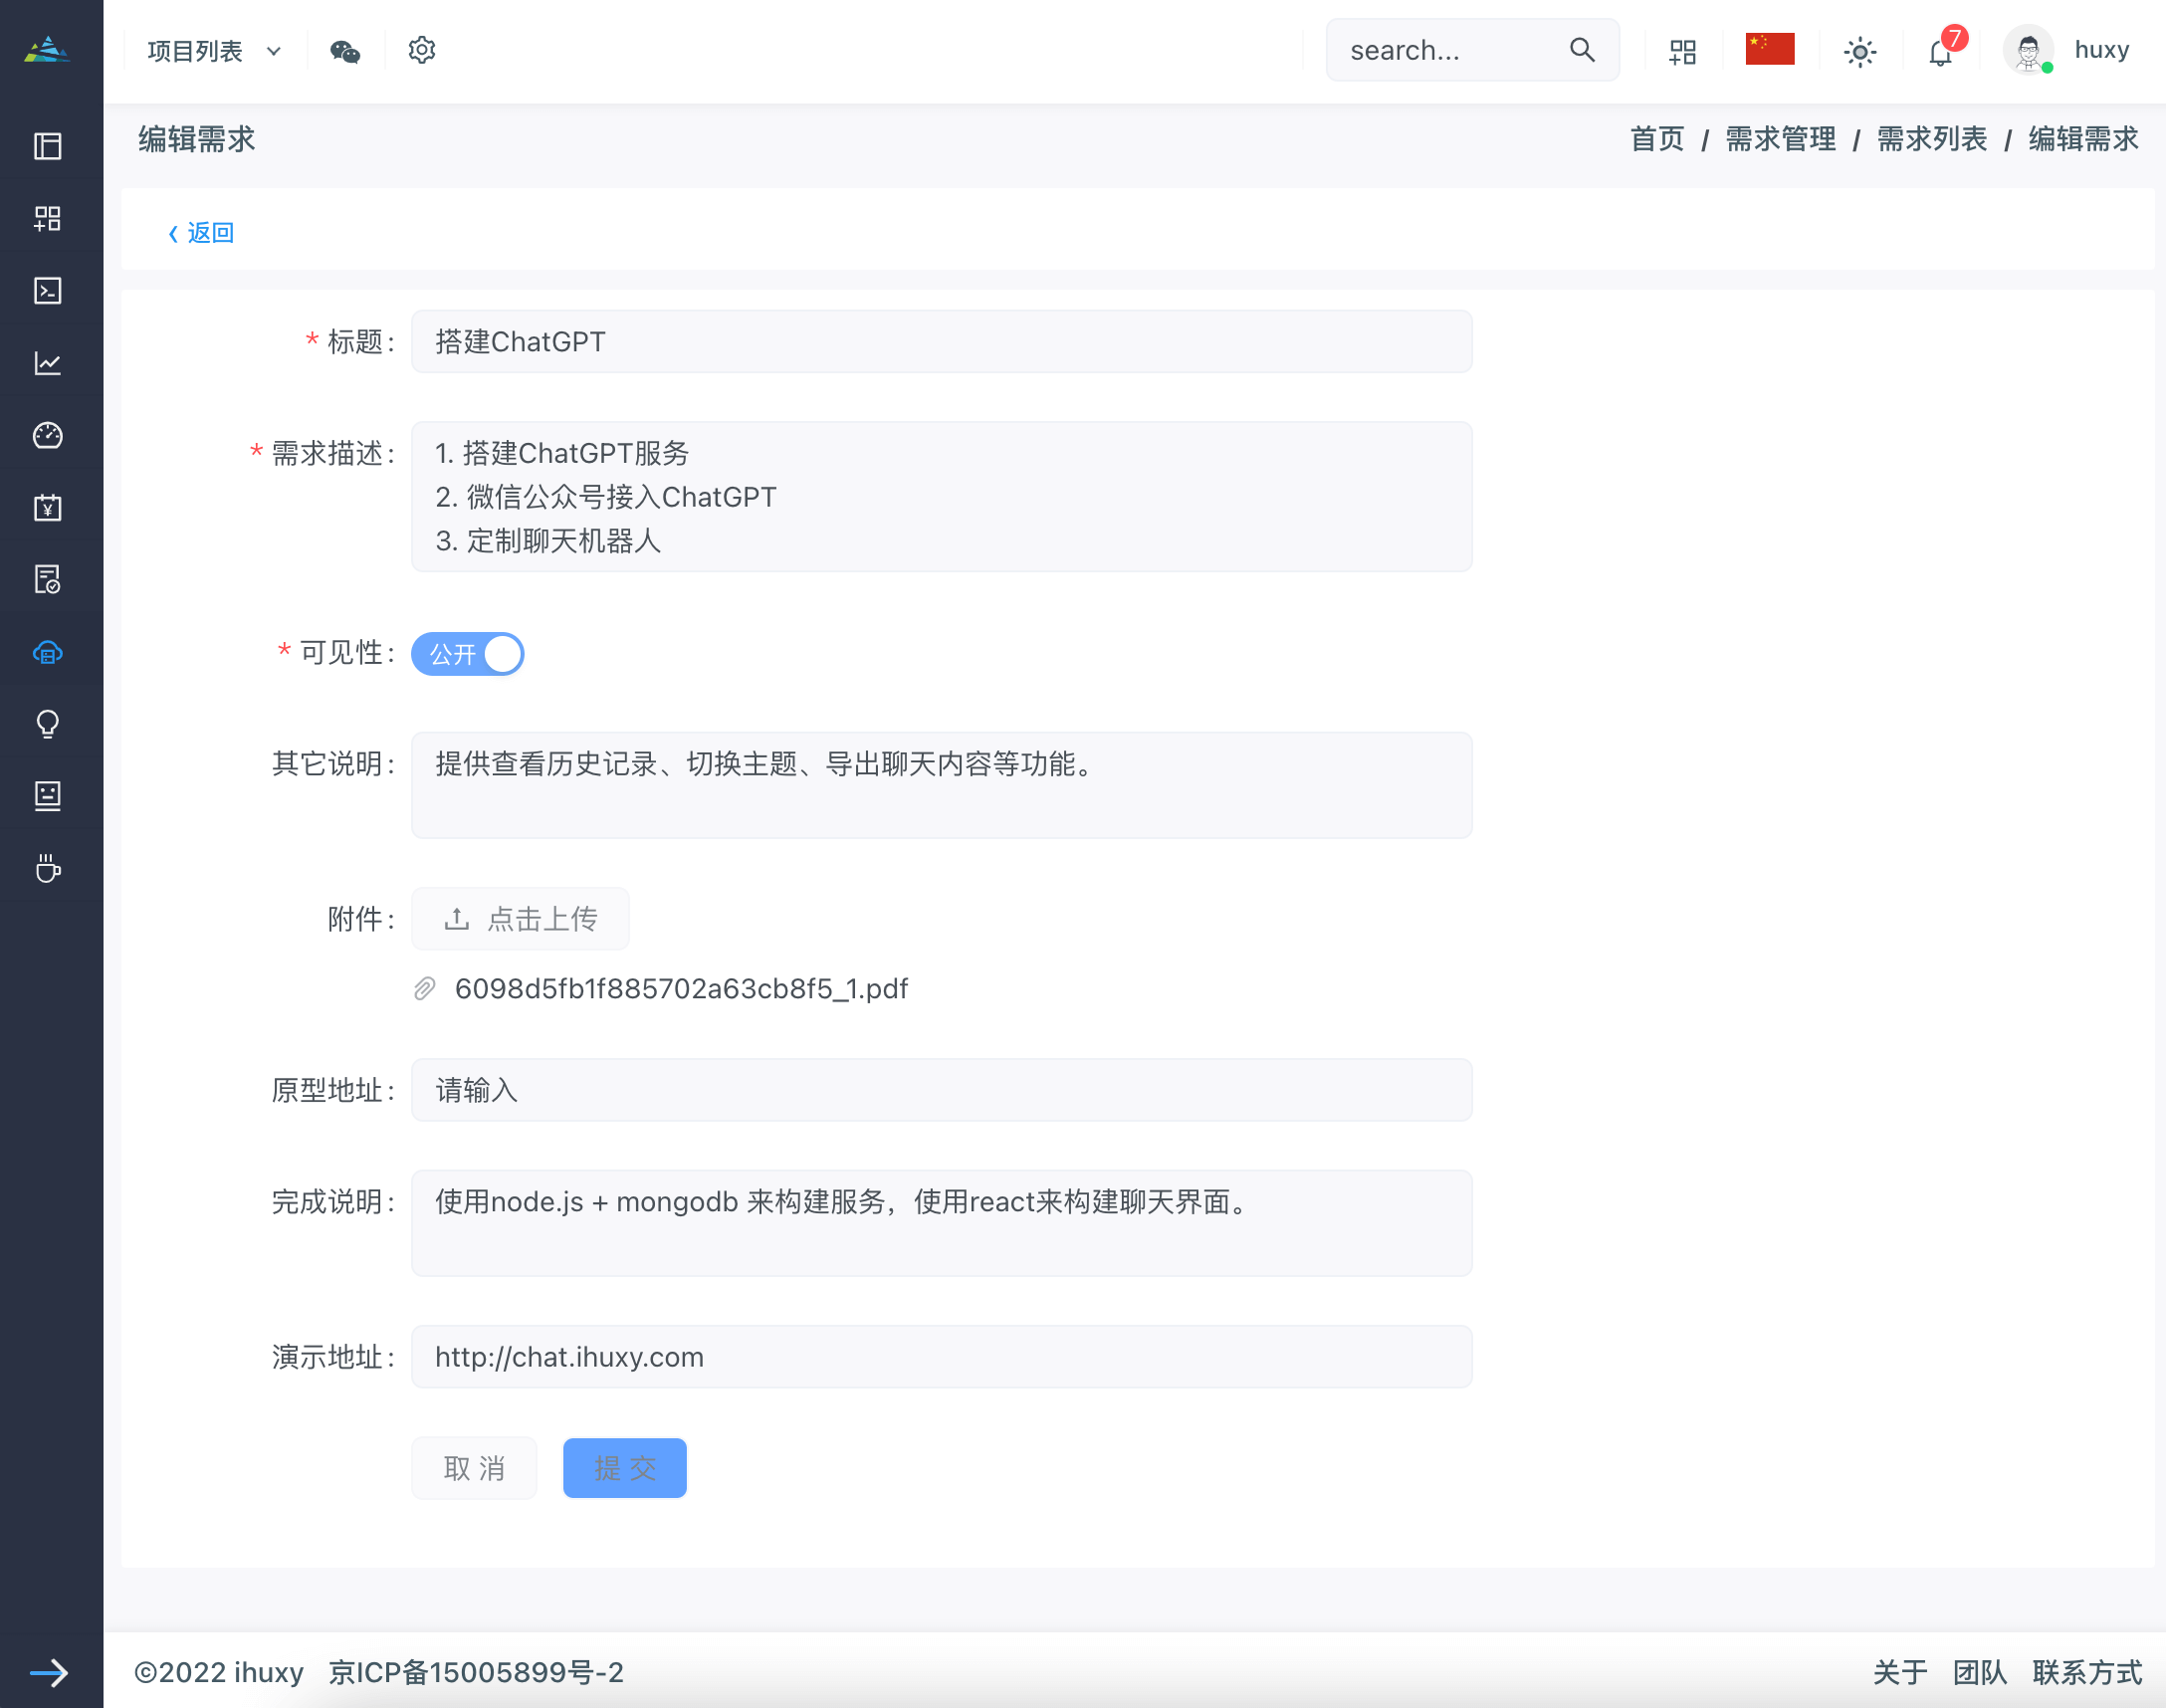 项目列表
search...
7
huxy
编辑需求
首页 / 需求管理 / 需求列表 / 编辑需求
返回
* 标题:
搭建ChatGPT
* 需求描述:
1. 搭建ChatGPT服务
2. 微信公众号接入ChatGPT
3. 定制聊天机器人
* 可见性:
公开
其它说明:
提供查看历史记录、切换主题、导出聊天内容等功能。
附件:
点击上传
6098d5fb1f885702a63cb8f5_1.pdf
原型地址:
请输入
完成说明:
使用node.js + mongodb 来构建服务，使用react来构建聊天界面。
演示地址:
http://chat.ihuxy.com
取 消
提 交
©2022 ihuxy 京ICP备15005899号-2
关于 团队 联系方式